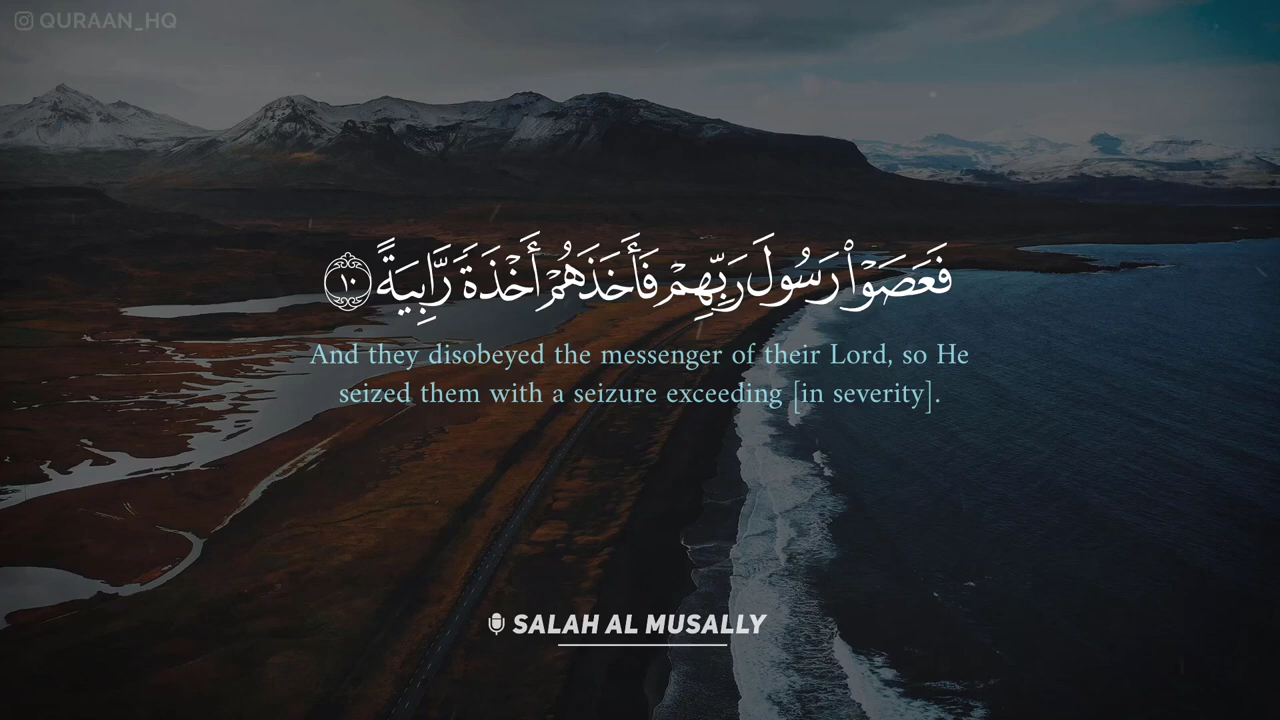 QURAAN_HQ
فَعَصَوْا۟ رَسُولَ رَبِّهِمْ فَأَخَذَهُمْ أَخْذَةً رَّابِيَةً ١٠
And they disobeyed the messenger of their Lord, so He
seized them with a seizure exceeding [in severity].
SALAH AL MUSALLY